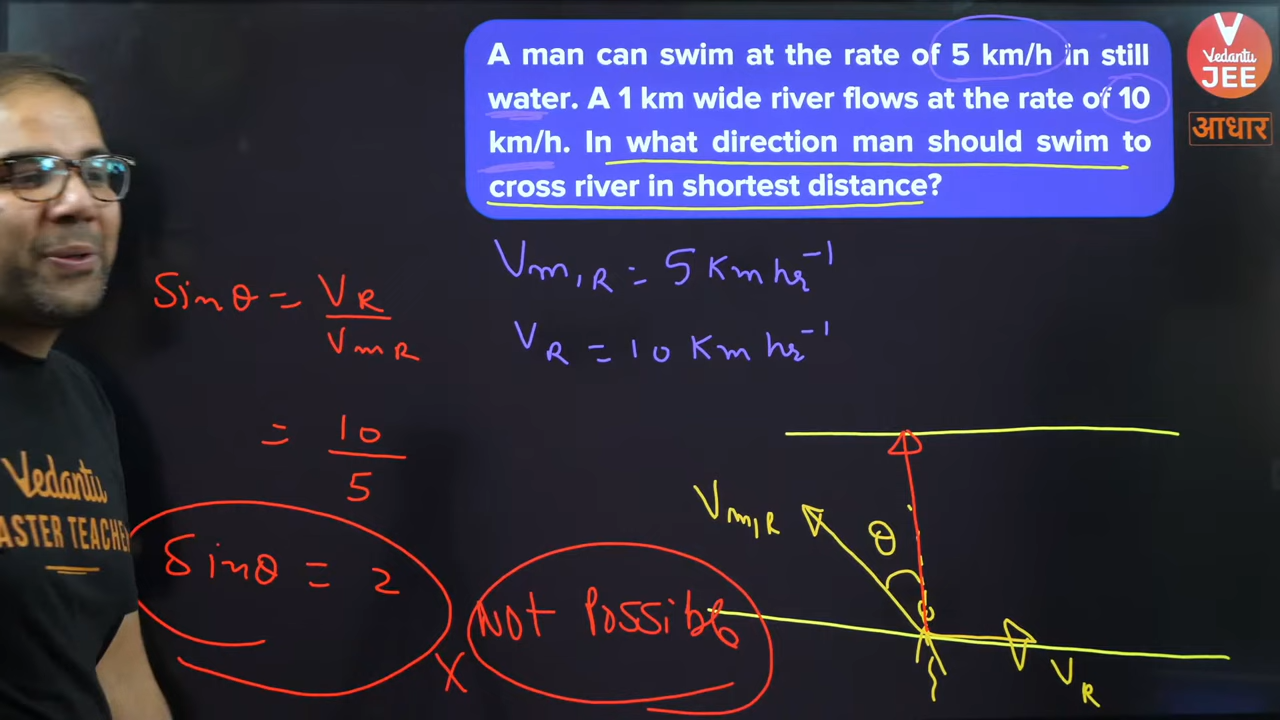 A man can swim at the rate of 5 km/h in still
water. A 1 km wide river flows at the rate of 10
km/h. In what direction man should swim to
cross river in shortest distance?
Vedantu
JEE
आधार
Vm,R = 5 Km hr⁻¹
VR = 10 Km hr⁻¹
Sinθ = VR / VmR
= 10 / 5
Sinθ = 2
X
Not Possible
Vm,R
θ
VR
Vedantu
ASTER TEACHER